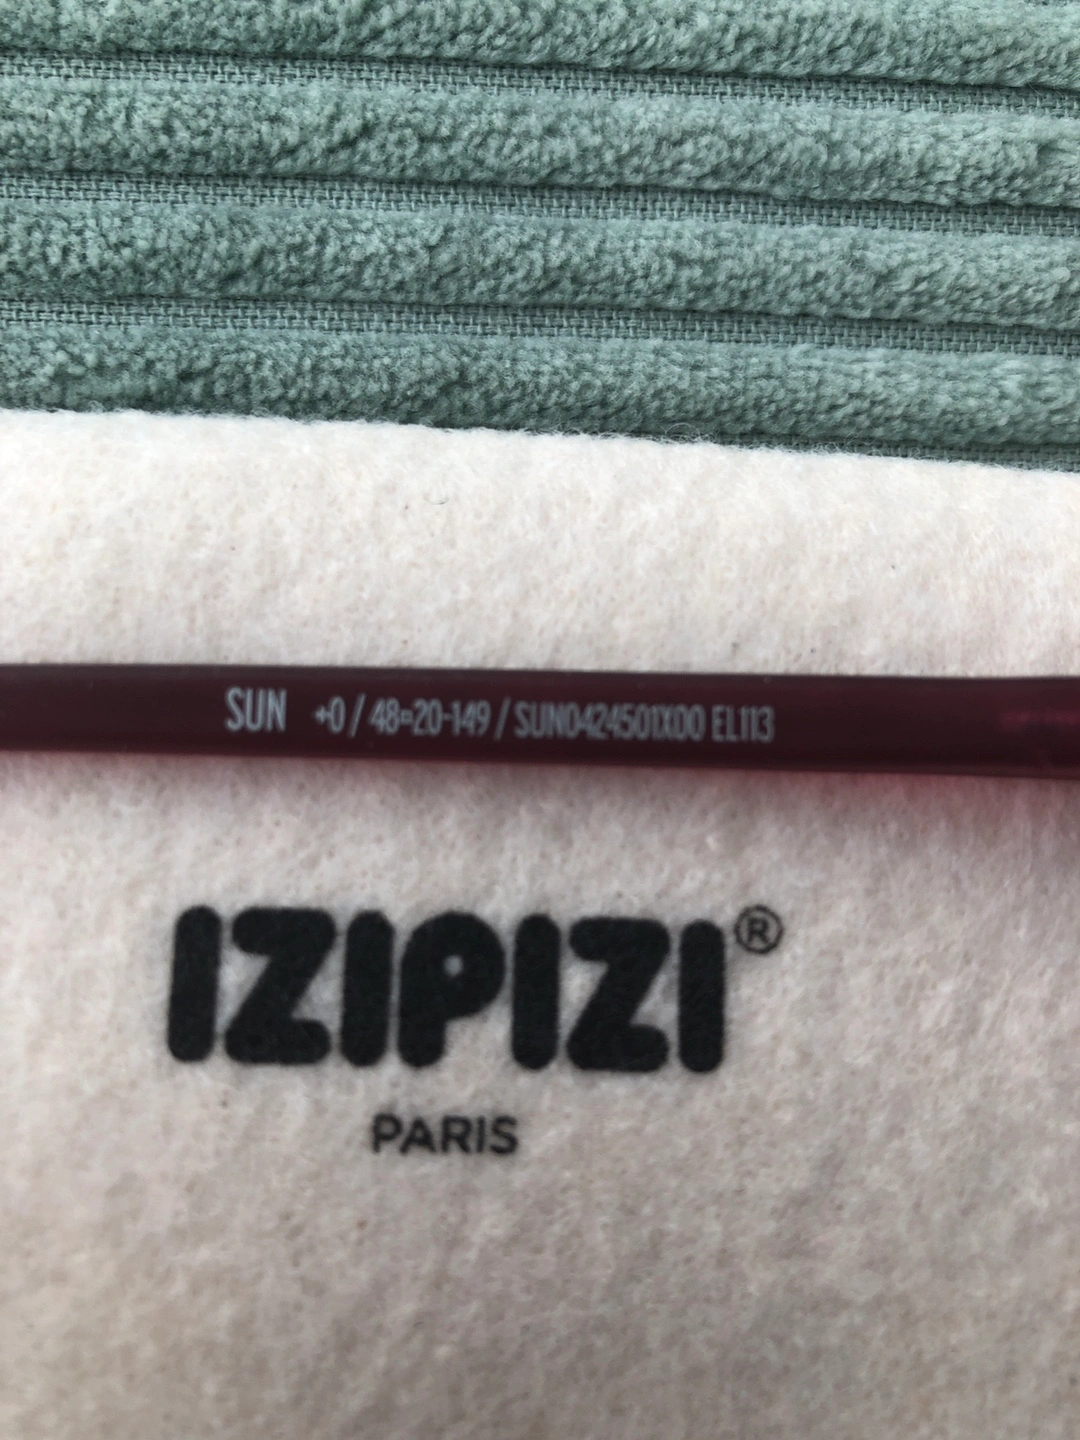 SUN +0 / 48¤20-149 / SUN0424501X00 EL113
IZIPIZI®
PARIS